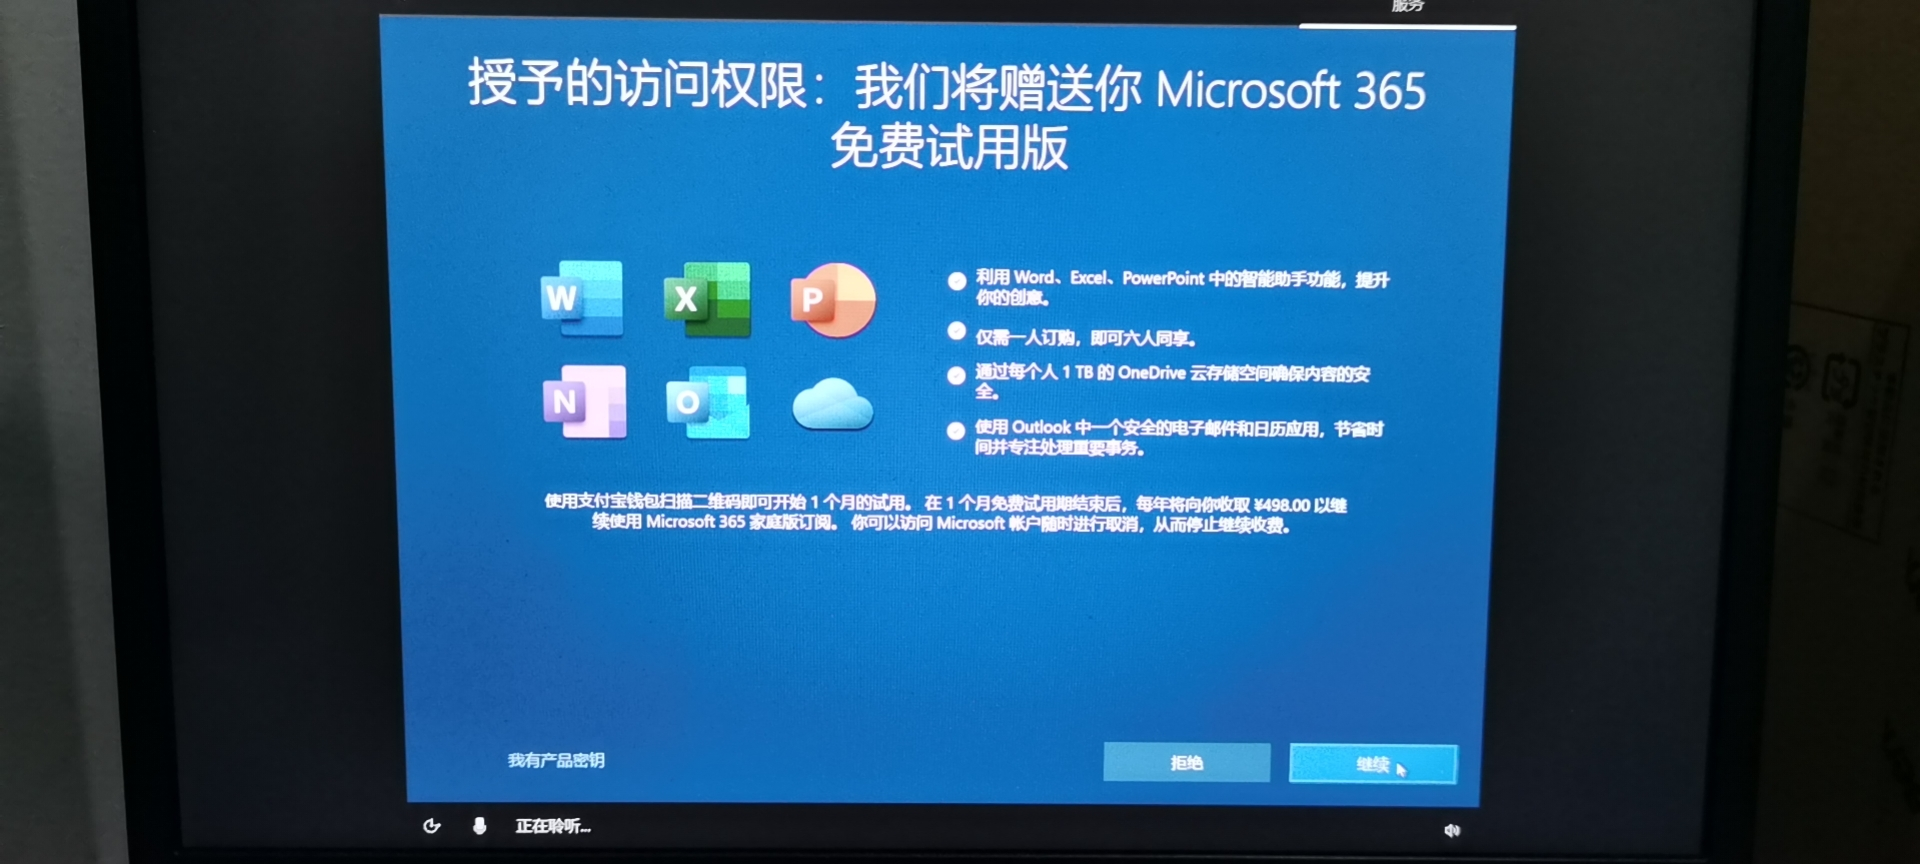 服务
授予的访问权限：我们将赠送你 Microsoft 365
免费试用版
W
X
P
N
O
利用 Word、Excel、PowerPoint 中的智能助手功能，提升
你的创意。
仅需一人订购，即可六人同享。
通过每个人 1 TB 的 OneDrive 云存储空间确保内容的安
全。
使用 Outlook 中一个安全的电子邮件和日历应用，节省时
间并专注处理重要事务。
使用支付宝钱包扫描二维码即可开始 1 个月的试用。 在 1 个月免费试用期结束后，每年将向你收取 ¥498.00 以继
续使用 Microsoft 365 家庭版订阅。 你可以访问 Microsoft 帐户随时进行取消，从而停止继续收费。
我有产品密钥
拒绝
继续
正在聆听...